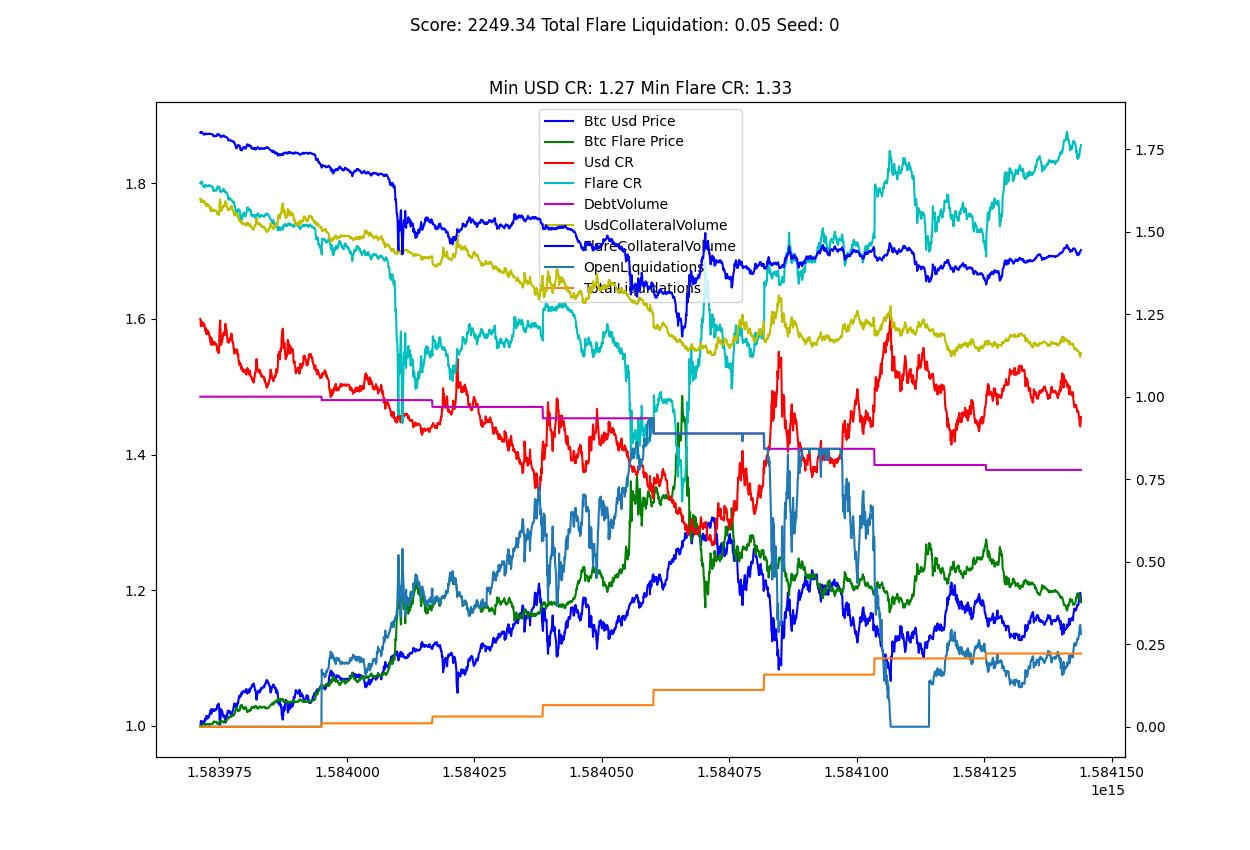 Score: 2249.34 Total Flare Liquidation: 0.05 Seed: 0
Min USD CR: 1.27 Min Flare CR: 1.33
Btc Usd Price
Btc Flare Price
Usd CR
Flare CR
DebtVolume
UsdCollateralVolume
FlareCollateralVolume
OpenLiquidations
TotalLiquidations
1.8
1.6
1.4
1.2
1.0
1.75
1.50
1.25
1.00
0.75
0.50
0.25
0.00
1.583975 1.584000 1.584025 1.584050 1.584075 1.584100 1.584125 1.584150
1e15